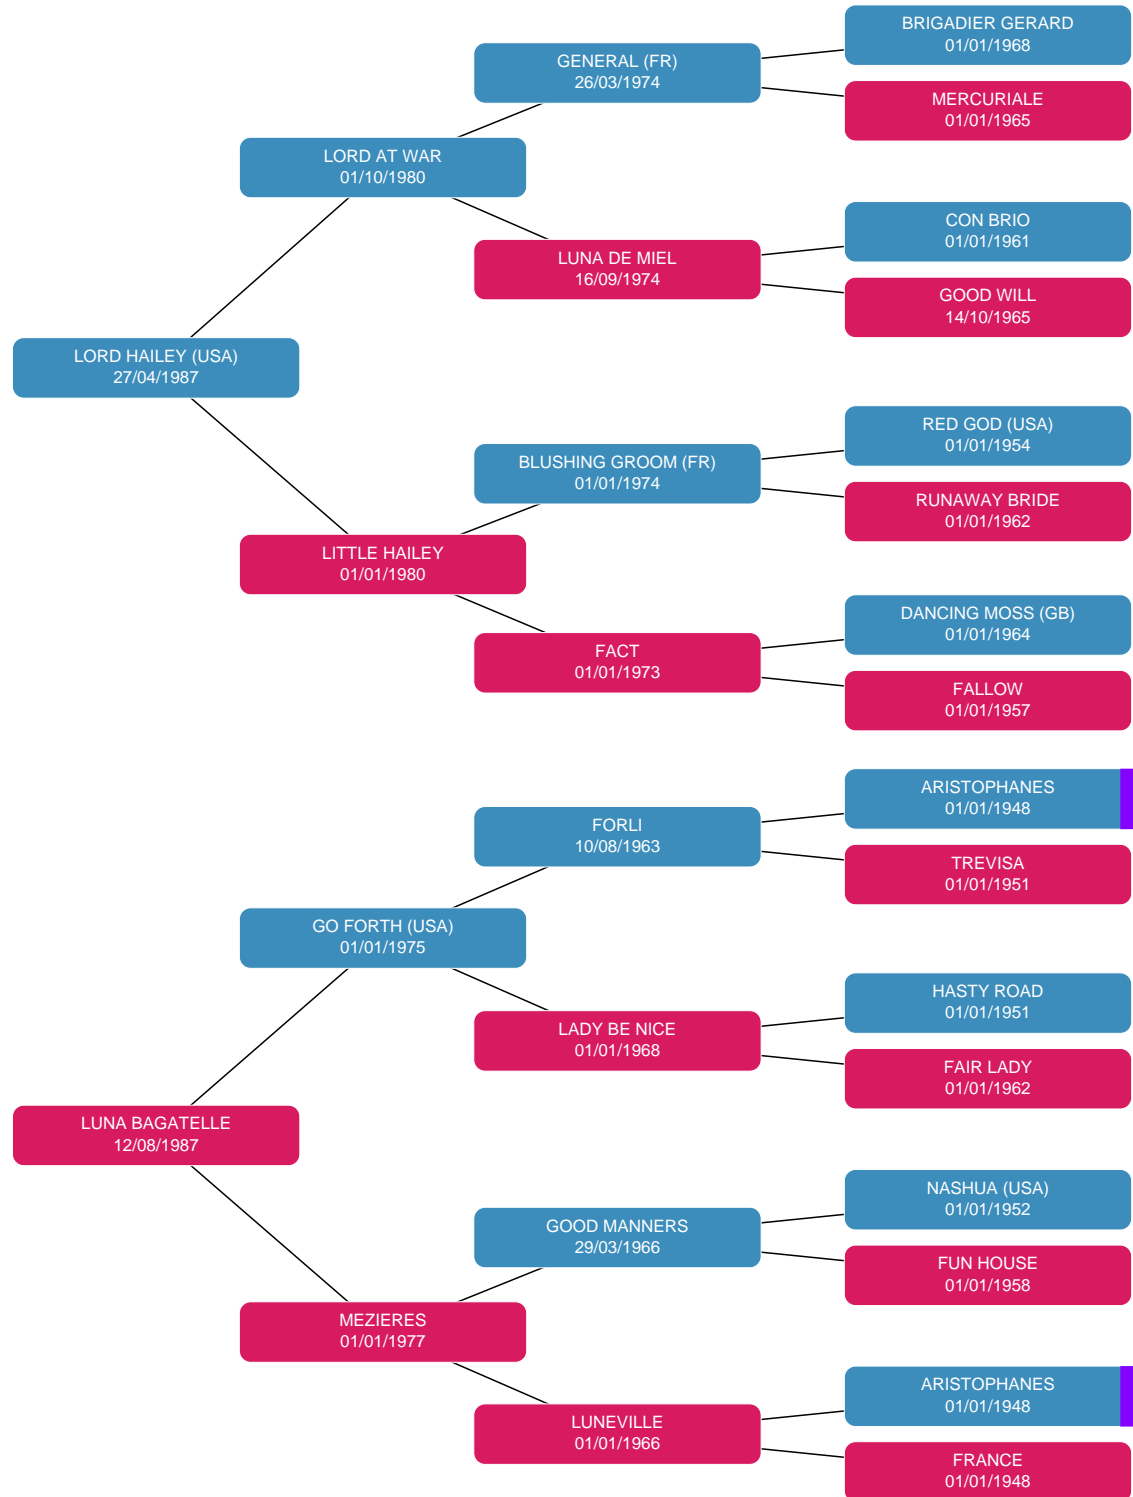 BRIGADIER GERARD
01/01/1968
GENERAL (FR)
26/03/1974
MERCURIALE
01/01/1965
LORD AT WAR
01/10/1980
CON BRIO
01/01/1961
LUNA DE MIEL
16/09/1974
GOOD WILL
14/10/1965
LORD HAILEY (USA)
27/04/1987
RED GOD (USA)
01/01/1954
BLUSHING GROOM (FR)
01/01/1974
RUNAWAY BRIDE
01/01/1962
LITTLE HAILEY
01/01/1980
DANCING MOSS (GB)
01/01/1964
FACT
01/01/1973
FALLOW
01/01/1957
ARISTOPHANES
01/01/1948
FORLI
10/08/1963
TREVISA
01/01/1951
GO FORTH (USA)
01/01/1975
HASTY ROAD
01/01/1951
LADY BE NICE
01/01/1968
FAIR LADY
01/01/1962
LUNA BAGATELLE
12/08/1987
NASHUA (USA)
01/01/1952
GOOD MANNERS
29/03/1966
FUN HOUSE
01/01/1958
MEZIERES
01/01/1977
ARISTOPHANES
01/01/1948
LUNEVILLE
01/01/1966
FRANCE
01/01/1948